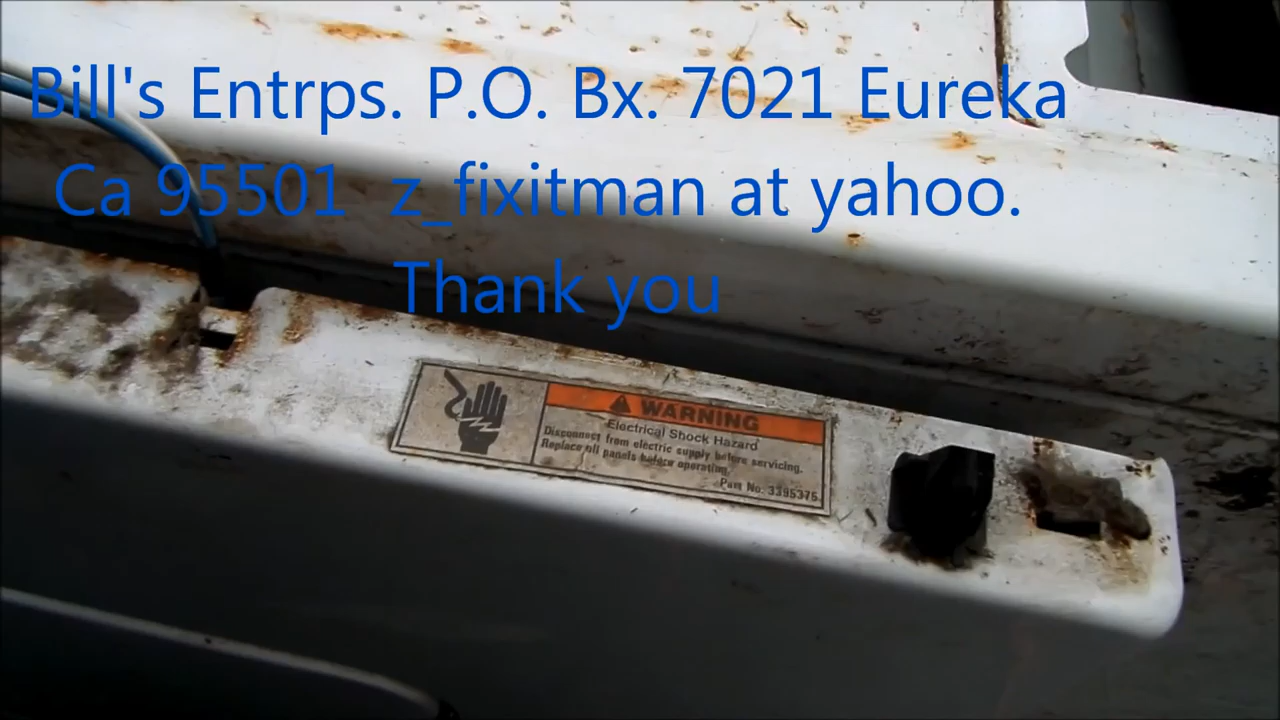 Bill's Entrps. P.O. Bx. 7021 Eureka
Ca 95501 z_fixitman at yahoo.
Thank you
WARNING
Electrical Shock Hazard
Disconnect from electric supply before servicing.
Replace all panels before operating.
Part No. 3395375